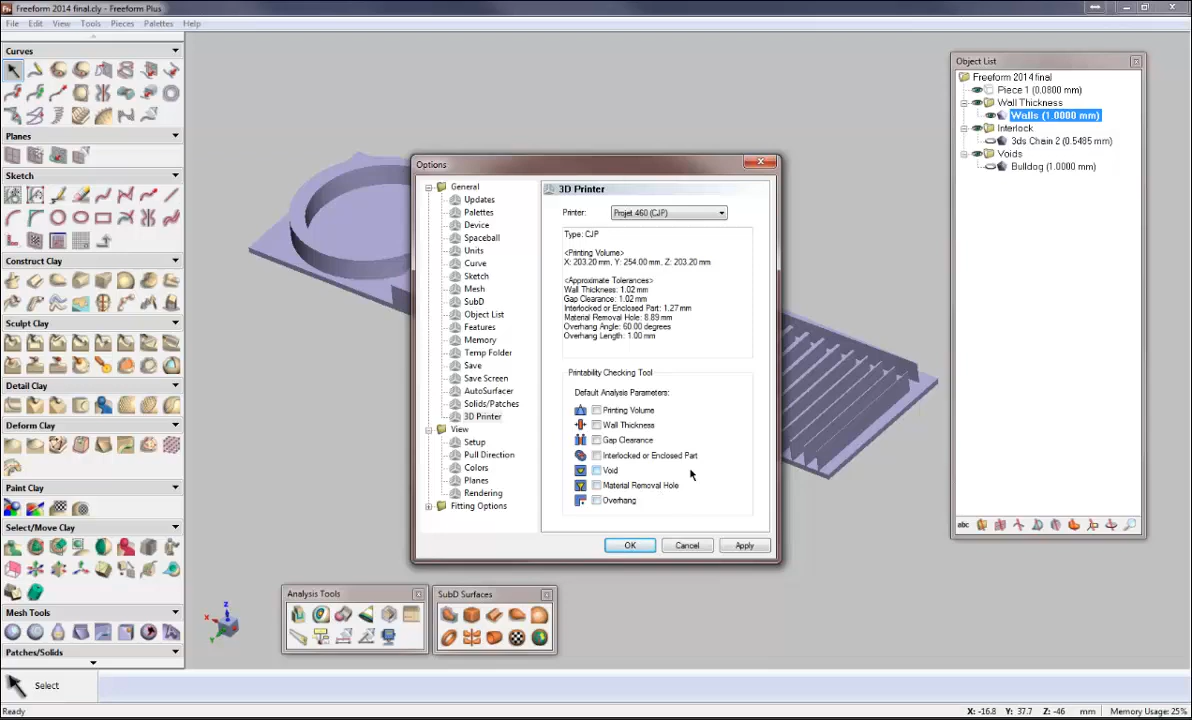 Freeform 2014 final.cly - Freeform Plus
File Edit View Tools Pieces Palettes Help
Curves
Planes
Sketch
Construct Clay
Sculpt Clay
Detail Clay
Deform Clay
Paint Clay
Select/Move Clay
Mesh Tools
Patches/Solids
Select
Ready
Options
General
Updates
Palettes
Device
Spaceball
Units
Curve
Sketch
Mesh
SubD
Object List
Features
Memory
Temp Folder
Save
Save Screen
AutoSurfacer
Solids/Patches
3D Printer
View
Setup
Pull Direction
Colors
Planes
Rendering
Fitting Options
3D Printer
Printer: Projet 460 (CJP)
Type: CJP
<Printing Volume>
X: 203.20 mm, Y: 254.00 mm, Z: 203.20 mm
<Approximate Tolerances>
Wall Thickness: 1.02 mm
Gap Clearance: 1.02 mm
Interlocked or Enclosed Part: 1.27 mm
Material Removal Hole: 8.89 mm
Overhang Angle: 60.00 degrees
Overhang Length: 1.00 mm
Printability Checking Tool
Default Analysis Parameters:
Printing Volume
Wall Thickness
Gap Clearance
Interlocked or Enclosed Part
Void
Material Removal Hole
Overhang
OK Cancel Apply
Analysis Tools
SubD Surfaces
X Z Y
Object List
Freeform 2014 final
Piece 1 (0.0800 mm)
Wall Thickness
Walls (1.0000 mm)
Interlock
3ds Chain 2 (0.5485 mm)
Voids
Bulldog (1.0000 mm)
abc
X: -16.8 Y: 37.7 Z: -46 mm Memory Usage: 25%